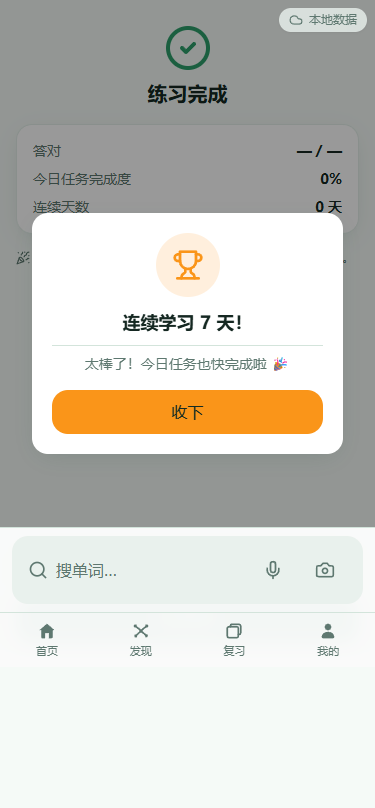 本地数据
练习完成
答对 — / —
今日任务完成度 0%
连续天数 0 天
连续学习 7 天！
太棒了！今日任务也快完成啦 🎉
收下
搜单词...
首页 发现 复习 我的